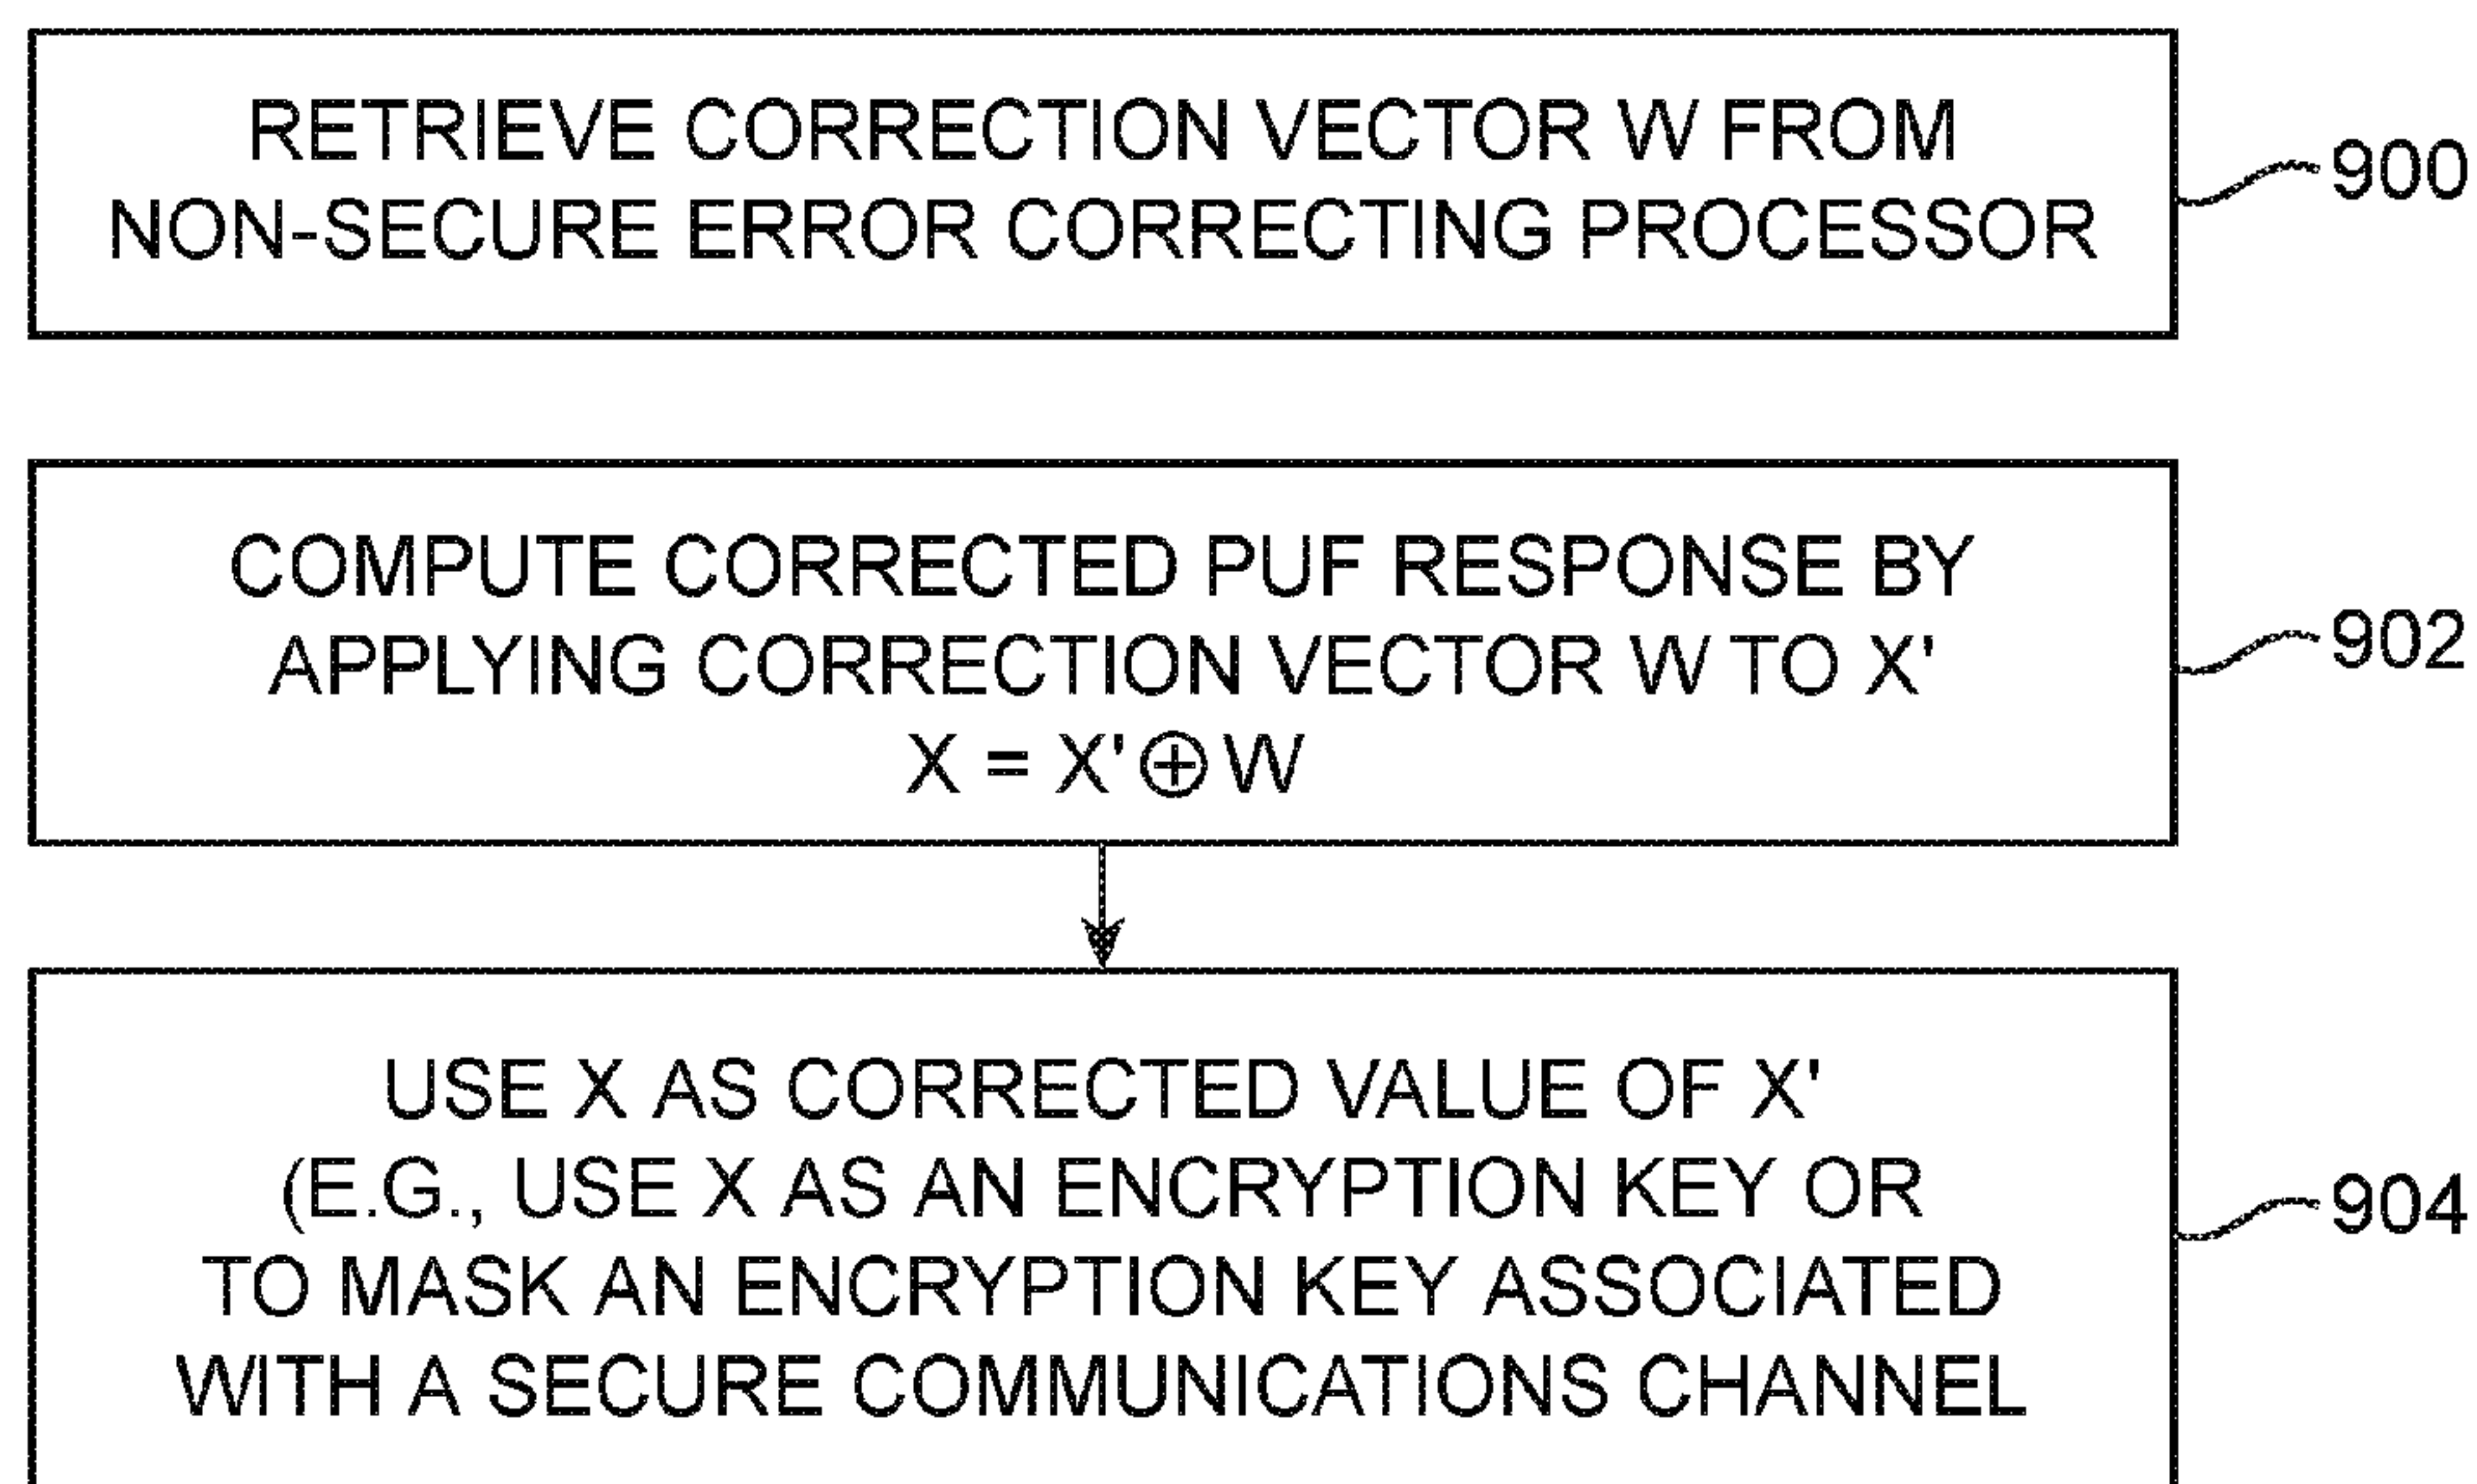 RETRIEVE CORRECTION VECTOR W FROM
NON-SECURE ERROR CORRECTING PROCESSOR
900
COMPUTE CORRECTED PUF RESPONSE BY
APPLYING CORRECTION VECTOR W TO X'
X = X' ⊕ W
902
USE X AS CORRECTED VALUE OF X'
(E.G., USE X AS AN ENCRYPTION KEY OR
TO MASK AN ENCRYPTION KEY ASSOCIATED
WITH A SECURE COMMUNICATIONS CHANNEL
904